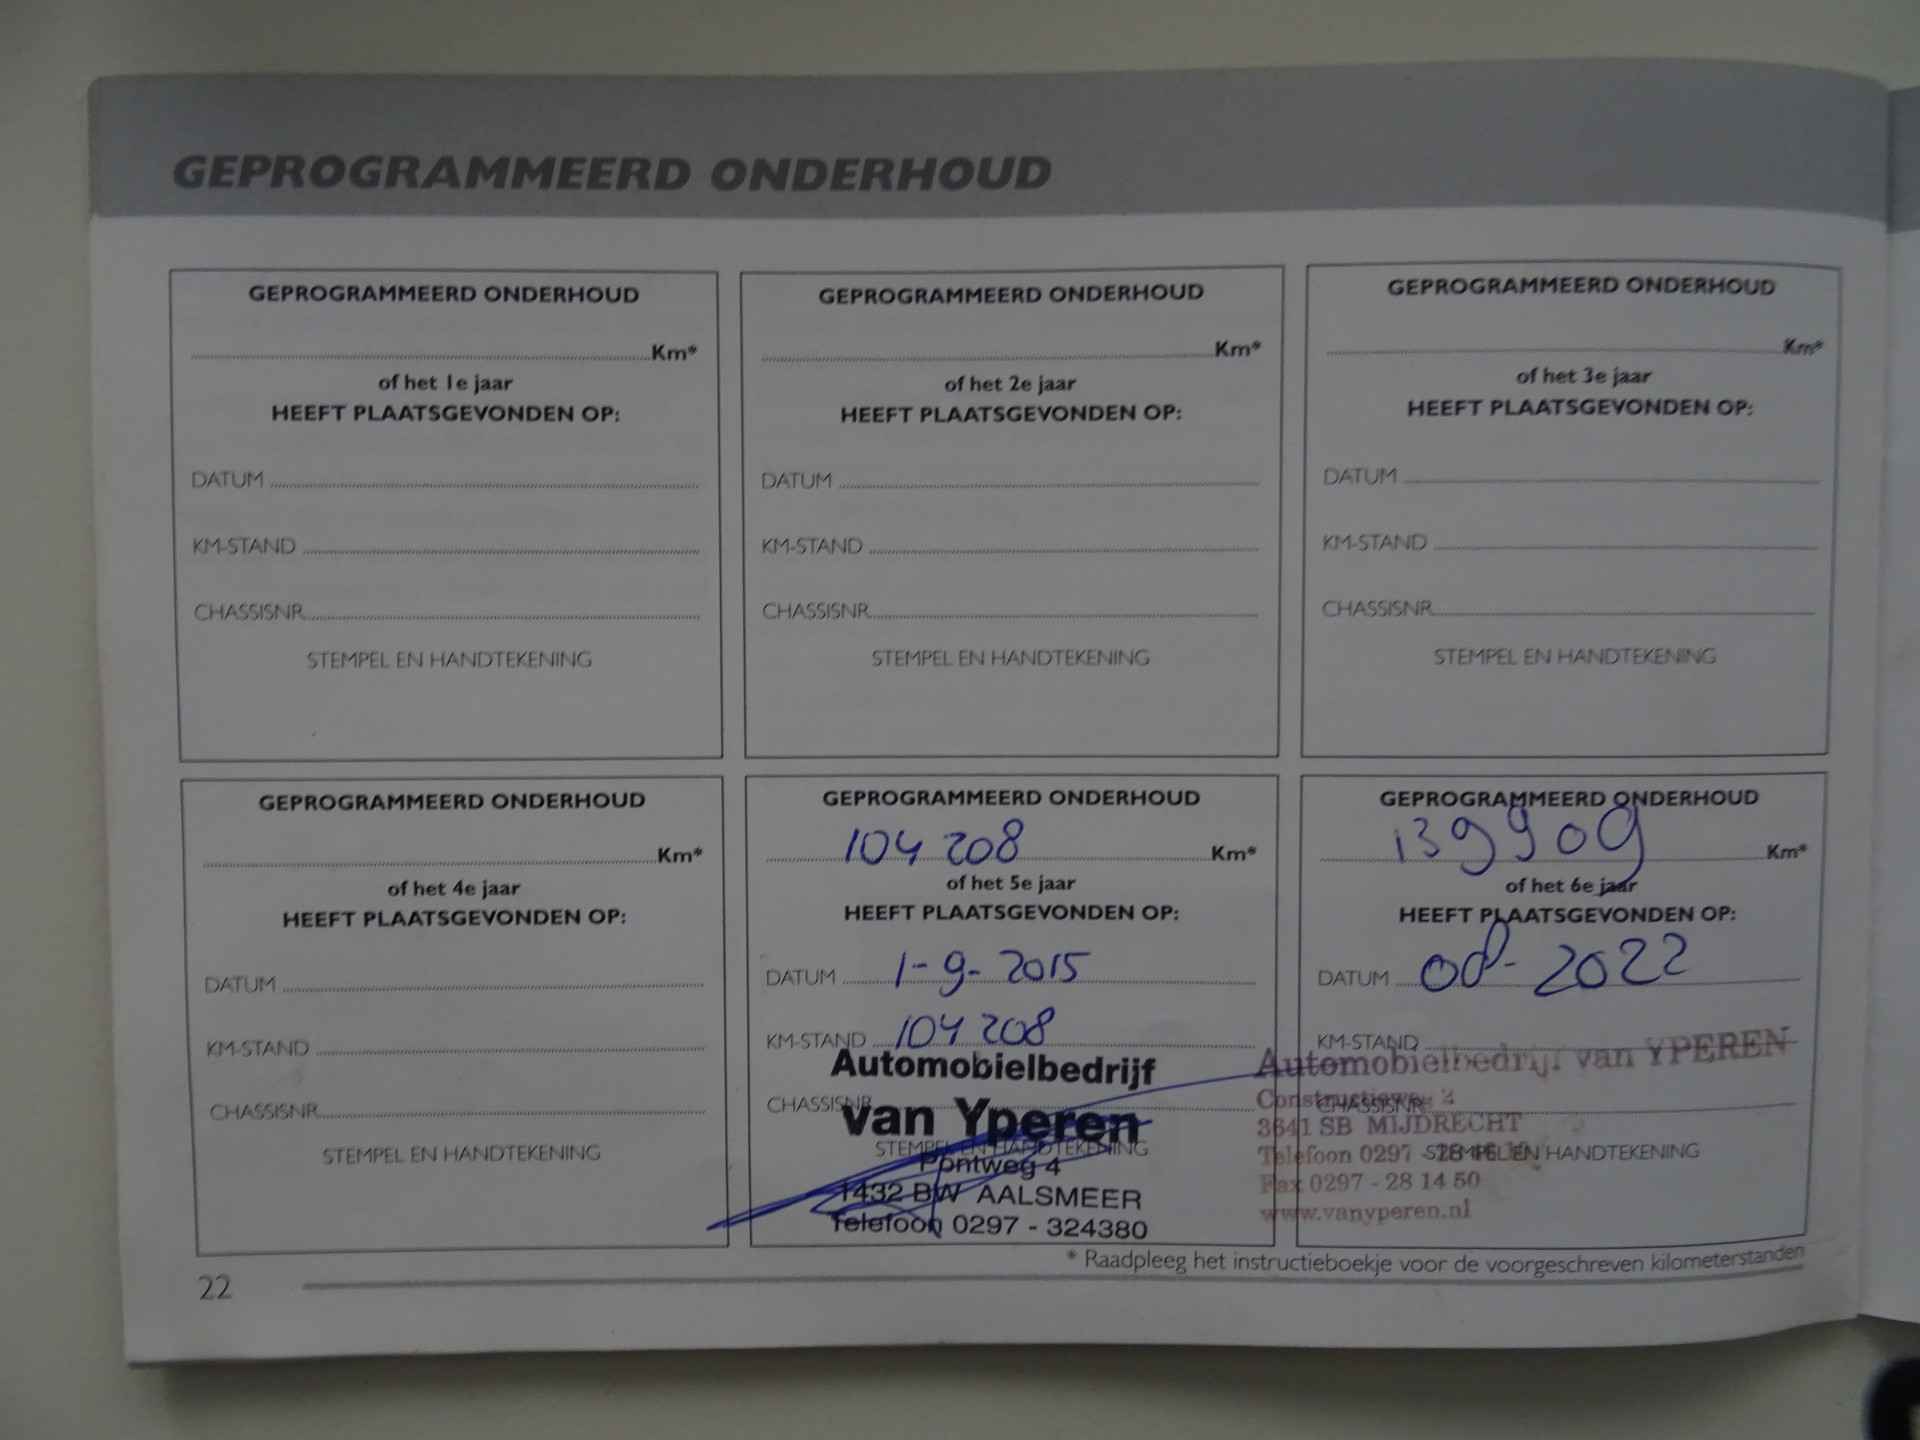 GEPROGRAMMEERD ONDERHOUD
GEPROGRAMMEERD ONDERHOUD
Km*
of het 1e jaar
HEEFT PLAATSGEVONDEN OP:
DATUM
KM-STAND
CHASSISNR.
STEMPEL EN HANDTEKENING
GEPROGRAMMEERD ONDERHOUD
Km*
of het 2e jaar
HEEFT PLAATSGEVONDEN OP:
DATUM
KM-STAND
CHASSISNR.
STEMPEL EN HANDTEKENING
GEPROGRAMMEERD ONDERHOUD
Km*
of het 3e jaar
HEEFT PLAATSGEVONDEN OP:
DATUM
KM-STAND
CHASSISNR.
STEMPEL EN HANDTEKENING
GEPROGRAMMEERD ONDERHOUD
Km*
of het 4e jaar
HEEFT PLAATSGEVONDEN OP:
DATUM
KM-STAND
CHASSISNR.
STEMPEL EN HANDTEKENING
GEPROGRAMMEERD ONDERHOUD
104 208 Km*
of het 5e jaar
HEEFT PLAATSGEVONDEN OP:
DATUM 1-9-2015
KM-STAND 104 208
Automobielbedrijf
CHASSISNR.
van Yperen
STEMPEL EN HANDTEKENING
Pontweg 4
1432 BW AALSMEER
Telefoon 0297 - 324380
GEPROGRAMMEERD ONDERHOUD
139909 Km*
of het 6e jaar
HEEFT PLAATSGEVONDEN OP:
DATUM 08-2022
KM-STAND
Automobielbedrijf van YPEREN
CHASSISNR.
3641 SB MIJDRECHT
STEMPEL EN HANDTEKENING
Telefoon 0297
Fax 0297 - 28 14 50
www.vanyperen.nl
* Raadpleeg het instructieboekje voor de voorgeschreven kilometerstanden
22